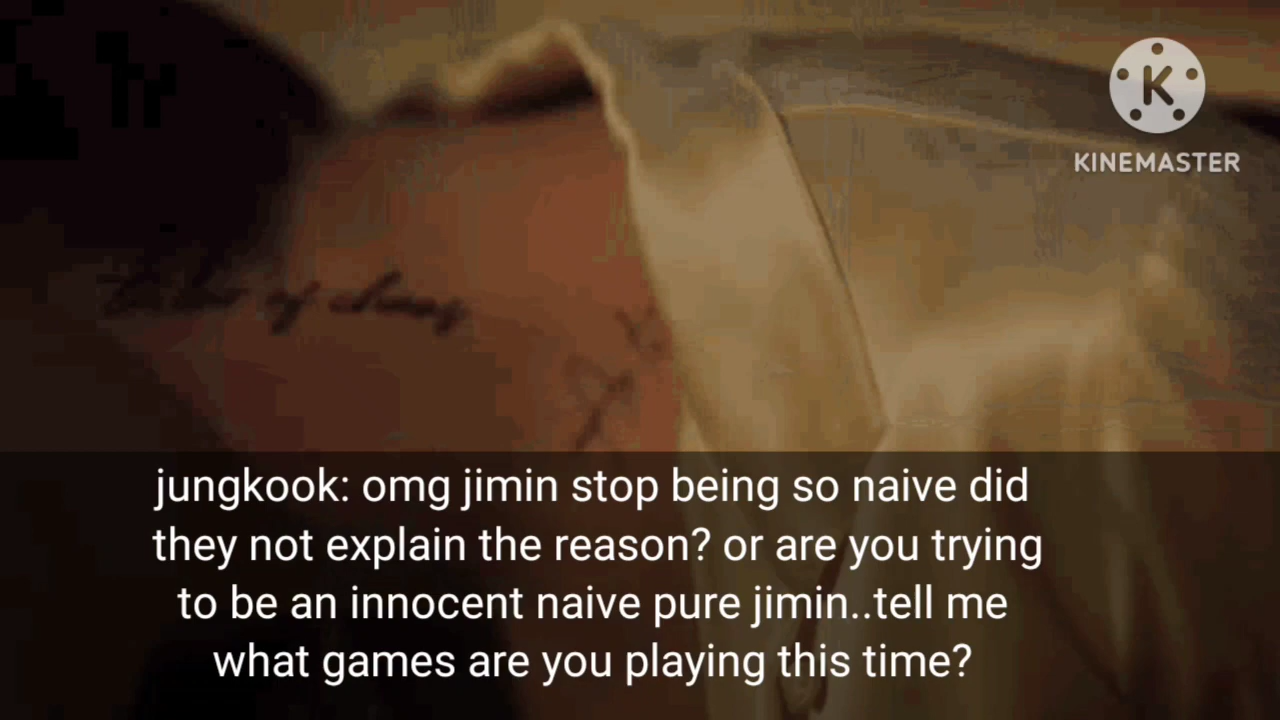 K
KINEMASTER
jungkook: omg jimin stop being so naive did
they not explain the reason? or are you trying
to be an innocent naive pure jimin..tell me
what games are you playing this time?